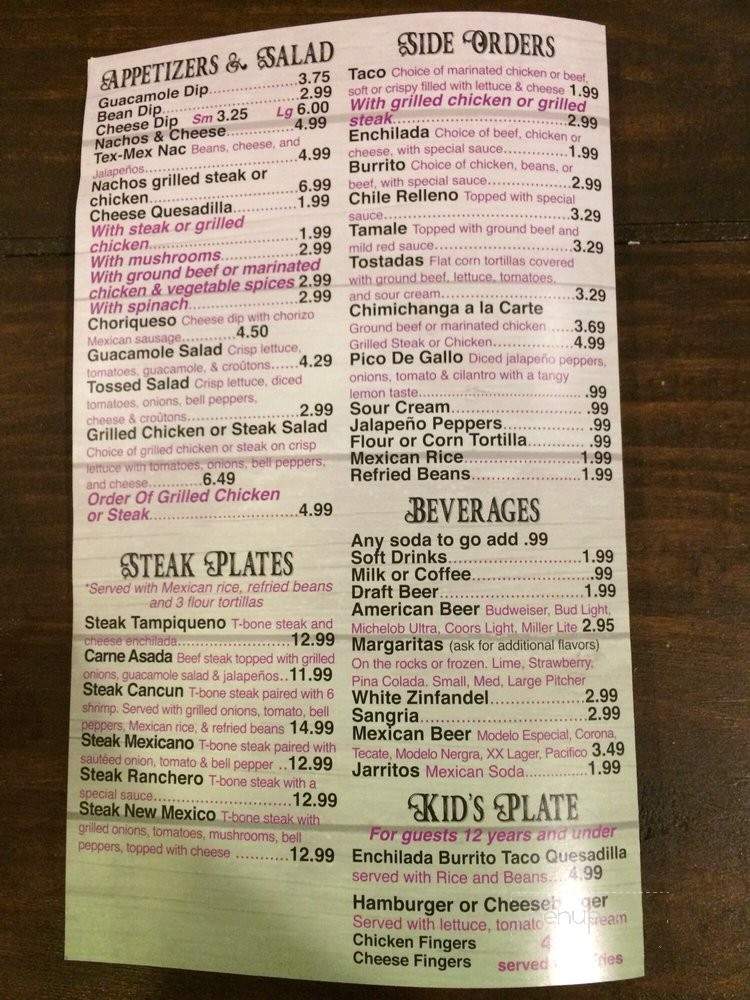 APPETIZERS & SALAD
Guacamole Dip......................3.75
Bean Dip..............................2.99
Cheese Dip Sm 3.25 Lg 6.00
Nachos & Cheese..............4.99
Tex-Mex Nac Beans, cheese, and
Jalapeños.............................4.99
Nachos grilled steak or
chicken...............................6.99
Cheese Quesadilla..............1.99
With steak or grilled
chicken...............................1.99
With mushrooms................2.99
With ground beef or marinated
chicken & vegetable spices 2.99
With spinach.......................2.99
Choriqueso Cheese dip with chorizo
Mexican sausage...........4.50
Guacamole Salad Crisp lettuce,
tomatoes, guacamole, & croûtons......4.29
Tossed Salad Crisp lettuce, diced
tomatoes, onions, bell peppers,
cheese & croûtons....................2.99
Grilled Chicken or Steak Salad
Choice of grilled chicken or steak on crisp
lettuce with tomatoes, onions, bell peppers,
and cheese...........6.49
Order Of Grilled Chicken
or Steak..............................4.99
STEAK PLATES
*Served with Mexican rice, refried beans
and 3 flour tortillas
Steak Tampiqueno T-bone steak and
cheese enchilada.......................12.99
Carne Asada Beef steak topped with grilled
onions, guacamole salad & jalapeños..11.99
Steak Cancun T-bone steak paired with 6
shrimp. Served with grilled onions, tomato, bell
peppers, Mexican rice, & refried beans 14.99
Steak Mexicano T-bone steak paired with
sautéed onion, tomato & bell pepper ..12.99
Steak Ranchero T-bone steak with a
special sauce............................12.99
Steak New Mexico T-bone steak with
grilled onions, tomatoes, mushrooms, bell
peppers, topped with cheese ...........12.99
SIDE ORDERS
Taco Choice of marinated chicken or beef,
soft or crispy filled with lettuce & cheese 1.99
With grilled chicken or grilled
steak...................................2.99
Enchilada Choice of beef, chicken or
cheese, with special sauce.............1.99
Burrito Choice of chicken, beans, or
beef, with special sauce.................2.99
Chile Relleno Topped with special
sauce.....................................3.29
Tamale Topped with ground beef and
mild red sauce..........................3.29
Tostadas Flat corn tortillas covered
with ground beef, lettuce, tomatoes,
and sour cream..........................3.29
Chimichanga a la Carte
Ground beef or marinated chicken .....3.69
Grilled Steak or Chicken................4.99
Pico De Gallo Diced jalapeño peppers,
onions, tomato & cilantro with a tangy
lemon taste.................................99
Sour Cream...........................99
Jalapeño Peppers.................99
Flour or Corn Tortilla............99
Mexican Rice.......................1.99
Refried Beans......................1.99
BEVERAGES
Any soda to go add .99
Soft Drinks..........................1.99
Milk or Coffee.......................99
Draft Beer............................1.99
American Beer Budweiser, Bud Light,
Michelob Ultra, Coors Light, Miller Lite 2.95
Margaritas (ask for additional flavors)
On the rocks or frozen. Lime, Strawberry,
Pina Colada. Small, Med, Large Pitcher
White Zinfandel...................2.99
Sangria................................2.99
Mexican Beer Modelo Especial, Corona,
Tecate, Modelo Nergra, XX Lager, Pacifico 3.49
Jarritos Mexican Soda..............1.99
KID'S PLATE
For guests 12 years and under
Enchilada Burrito Taco Quesadilla
served with Rice and Beans....4.99
Hamburger or
Served with lettuce,
Chicken Fingers
Cheese Fingers served